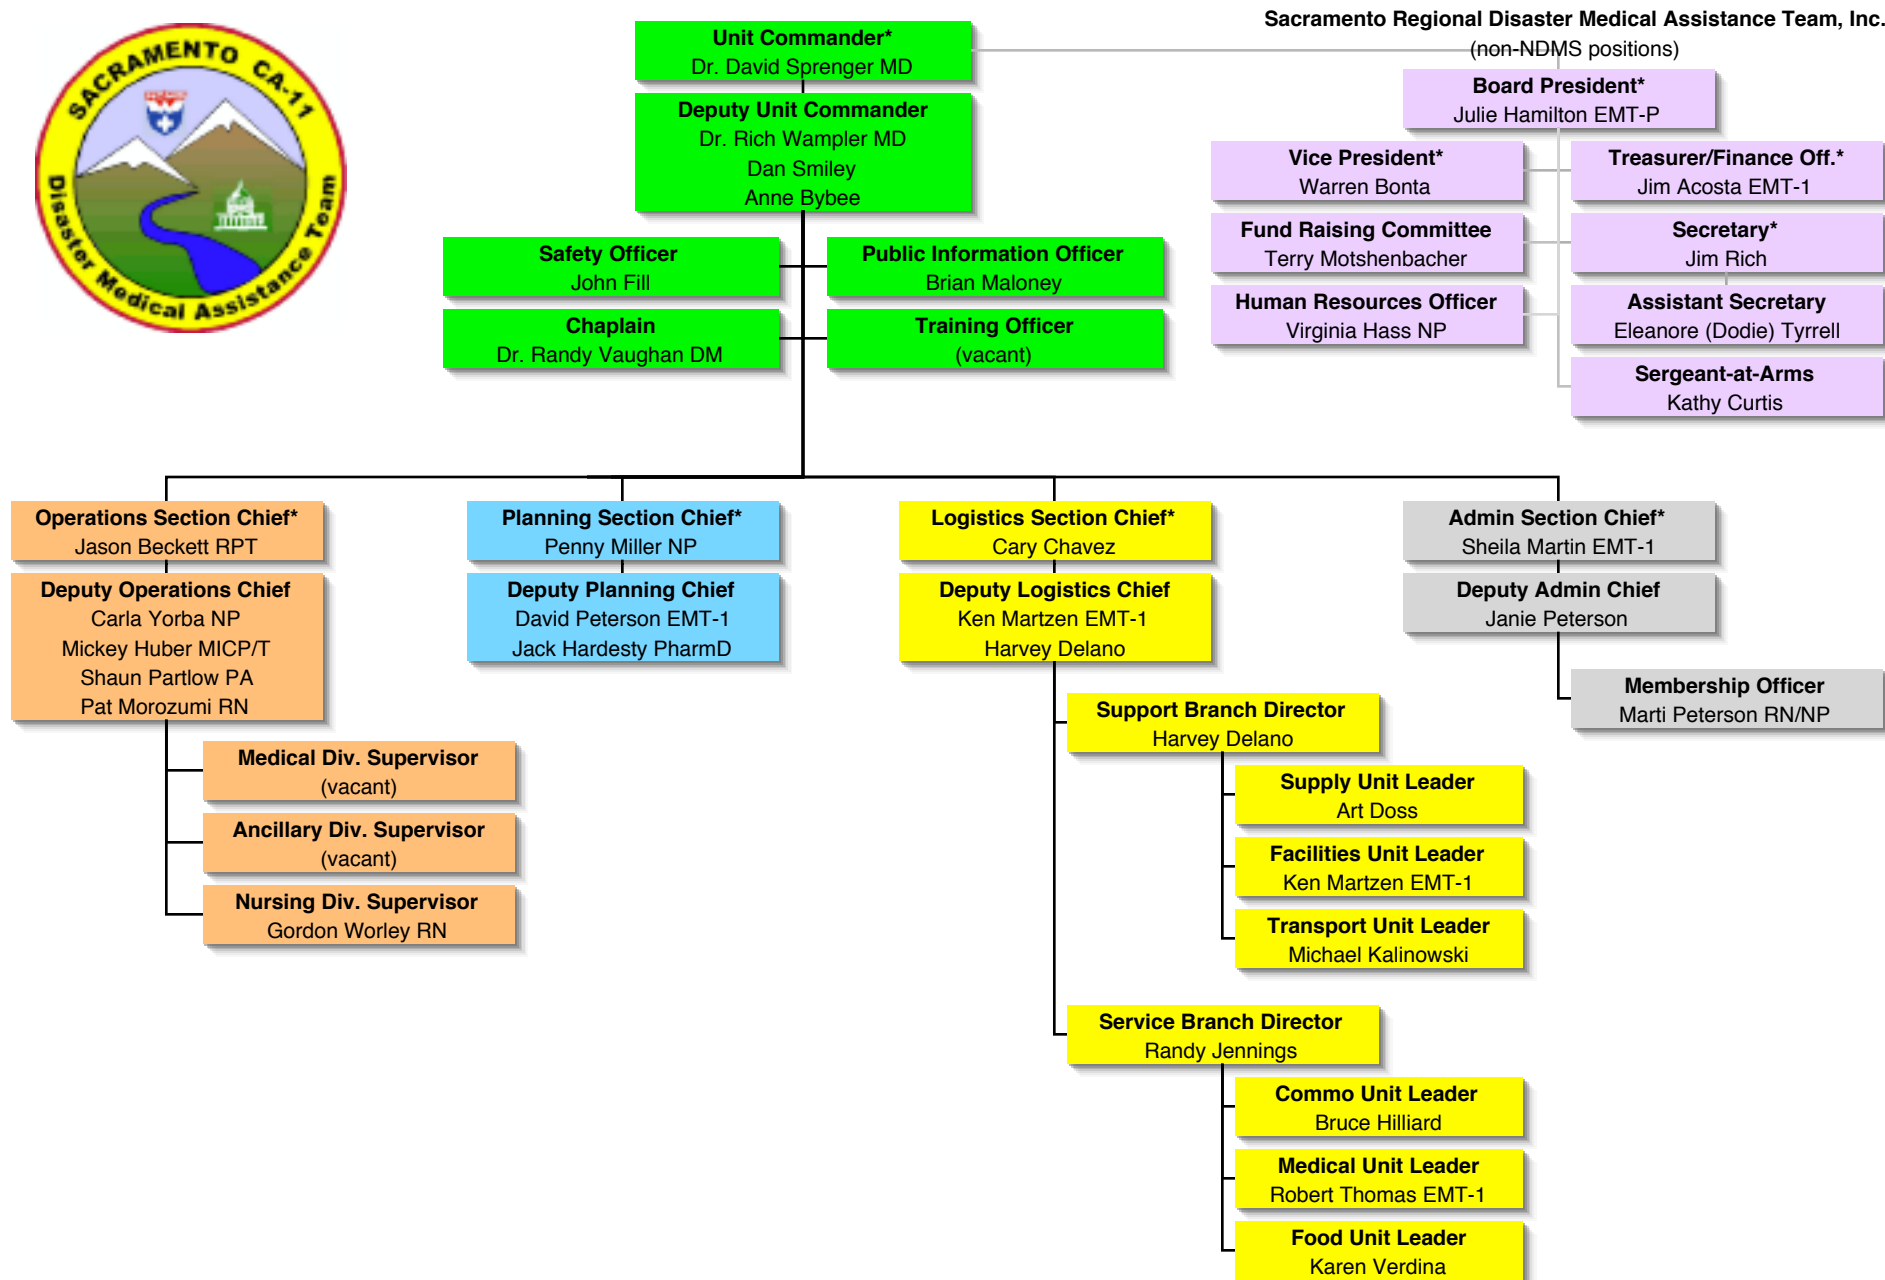 SACRAMENTO CA-11
Disaster Medical Assistance Team
Sacramento Regional Disaster Medical Assistance Team, Inc.
(non-NDMS positions)
Unit Commander*
Dr. David Sprenger MD
Deputy Unit Commander
Dr. Rich Wampler MD
Dan Smiley
Anne Bybee
Safety Officer
John Fill
Public Information Officer
Brian Maloney
Chaplain
Dr. Randy Vaughan DM
Training Officer
(vacant)
Board President*
Julie Hamilton EMT-P
Vice President*
Warren Bonta
Treasurer/Finance Off.*
Jim Acosta EMT-1
Fund Raising Committee
Terry Motshenbacher
Secretary*
Jim Rich
Human Resources Officer
Virginia Hass NP
Assistant Secretary
Eleanore (Dodie) Tyrrell
Sergeant-at-Arms
Kathy Curtis
Operations Section Chief*
Jason Beckett RPT
Deputy Operations Chief
Carla Yorba NP
Mickey Huber MICP/T
Shaun Partlow PA
Pat Morozumi RN
Medical Div. Supervisor
(vacant)
Ancillary Div. Supervisor
(vacant)
Nursing Div. Supervisor
Gordon Worley RN
Planning Section Chief*
Penny Miller NP
Deputy Planning Chief
David Peterson EMT-1
Jack Hardesty PharmD
Logistics Section Chief*
Cary Chavez
Deputy Logistics Chief
Ken Martzen EMT-1
Harvey Delano
Support Branch Director
Harvey Delano
Supply Unit Leader
Art Doss
Facilities Unit Leader
Ken Martzen EMT-1
Transport Unit Leader
Michael Kalinowski
Service Branch Director
Randy Jennings
Commo Unit Leader
Bruce Hilliard
Medical Unit Leader
Robert Thomas EMT-1
Food Unit Leader
Karen Verdina
Admin Section Chief*
Sheila Martin EMT-1
Deputy Admin Chief
Janie Peterson
Membership Officer
Marti Peterson RN/NP